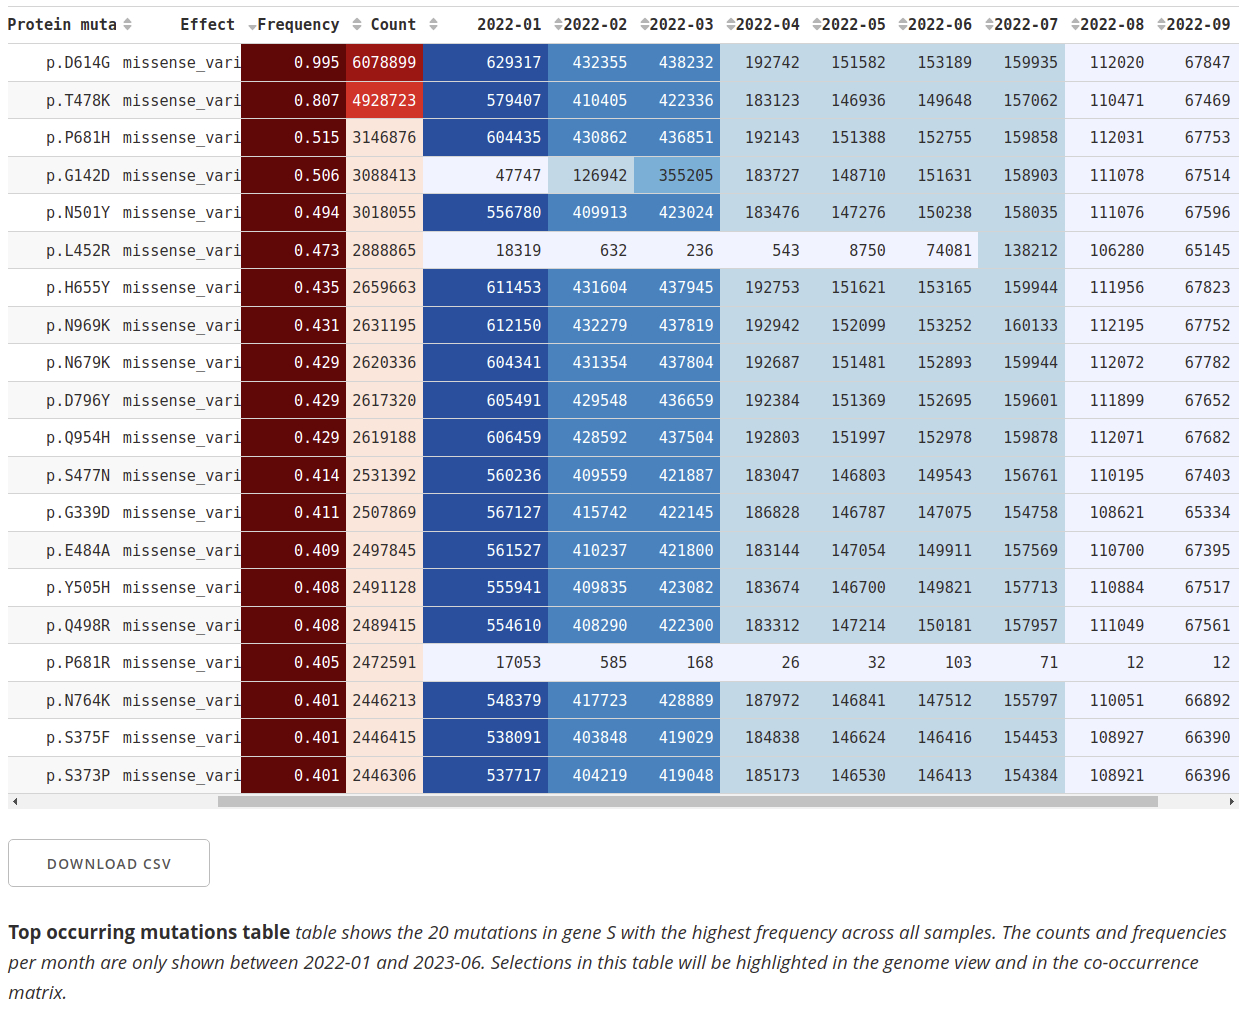 Protein muta Effect Frequency Count 2022-01 2022-02 2022-03 2022-04 2022-05 2022-06 2022-07 2022-08 2022-09
p.D614G missense_vari 0.995 6078899 629317 432355 438232 192742 151582 153189 159935 112020 67847
p.T478K missense_vari 0.807 4928723 579407 410405 422336 183123 146936 149648 157062 110471 67469
p.P681H missense_vari 0.515 3146876 604435 430862 436851 192143 151388 152755 159858 112031 67753
p.G142D missense_vari 0.506 3088413 47747 126942 355205 183727 148710 151631 158903 111078 67514
p.N501Y missense_vari 0.494 3018055 556780 409913 423024 183476 147276 150238 158035 111076 67596
p.L452R missense_vari 0.473 2888865 18319 632 236 543 8750 74081 138212 106280 65145
p.H655Y missense_vari 0.435 2659663 611453 431604 437945 192753 151621 153165 159944 111956 67823
p.N969K missense_vari 0.431 2631195 612150 432279 437819 192942 152099 153252 160133 112195 67752
p.N679K missense_vari 0.429 2620336 604341 431354 437804 192687 151481 152893 159944 112072 67782
p.D796Y missense_vari 0.429 2617320 605491 429548 436659 192384 151369 152695 159601 111899 67652
p.Q954H missense_vari 0.429 2619188 606459 428592 437504 192803 151997 152978 159878 112071 67682
p.S477N missense_vari 0.414 2531392 560236 409559 421887 183047 146803 149543 156761 110195 67403
p.G339D missense_vari 0.411 2507869 567127 415742 422145 186828 146787 147075 154758 108621 65334
p.E484A missense_vari 0.409 2497845 561527 410237 421800 183144 147054 149911 157569 110700 67395
p.Y505H missense_vari 0.408 2491128 555941 409835 423082 183674 146700 149821 157713 110884 67517
p.Q498R missense_vari 0.408 2489415 554610 408290 422300 183312 147214 150181 157957 111049 67561
p.P681R missense_vari 0.405 2472591 17053 585 168 26 32 103 71 12 12
p.N764K missense_vari 0.401 2446213 548379 417723 428889 187972 146841 147512 155797 110051 66892
p.S375F missense_vari 0.401 2446415 538091 403848 419029 184838 146624 146416 154453 108927 66390
p.S373P missense_vari 0.401 2446306 537717 404219 419048 185173 146530 146413 154384 108921 66396
DOWNLOAD CSV
Top occurring mutations table table shows the 20 mutations in gene S with the highest frequency across all samples. The counts and frequencies
per month are only shown between 2022-01 and 2023-06. Selections in this table will be highlighted in the genome view and in the co-occurrence
matrix.